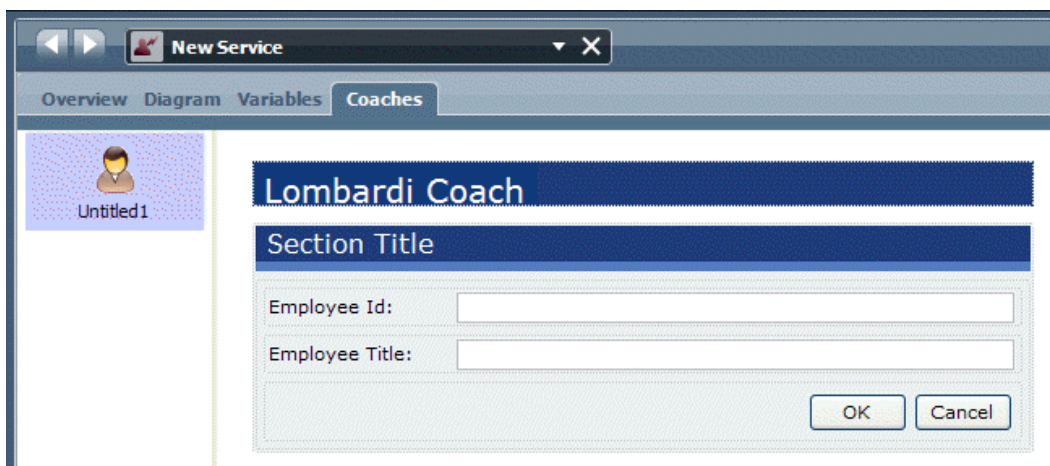 New Service
Overview Diagram Variables Coaches
Untitled1
Lombardi Coach
Section Title
Employee Id:
Employee Title:
OK Cancel